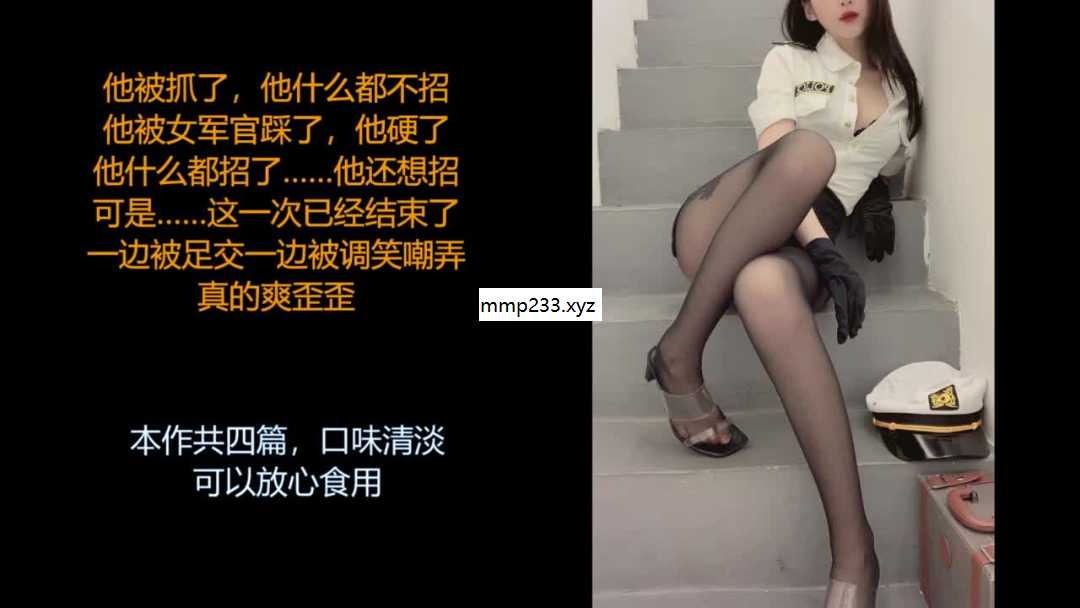 他被抓了，他什么都不招
他被女军官踩了，他硬了
他什么都招了……他还想招
可是……这一次已经结束了
一边被足交一边被调笑嘲弄
真的爽歪歪
mmp233.xyz
本作共四篇，口味清淡
可以放心食用
POLICE